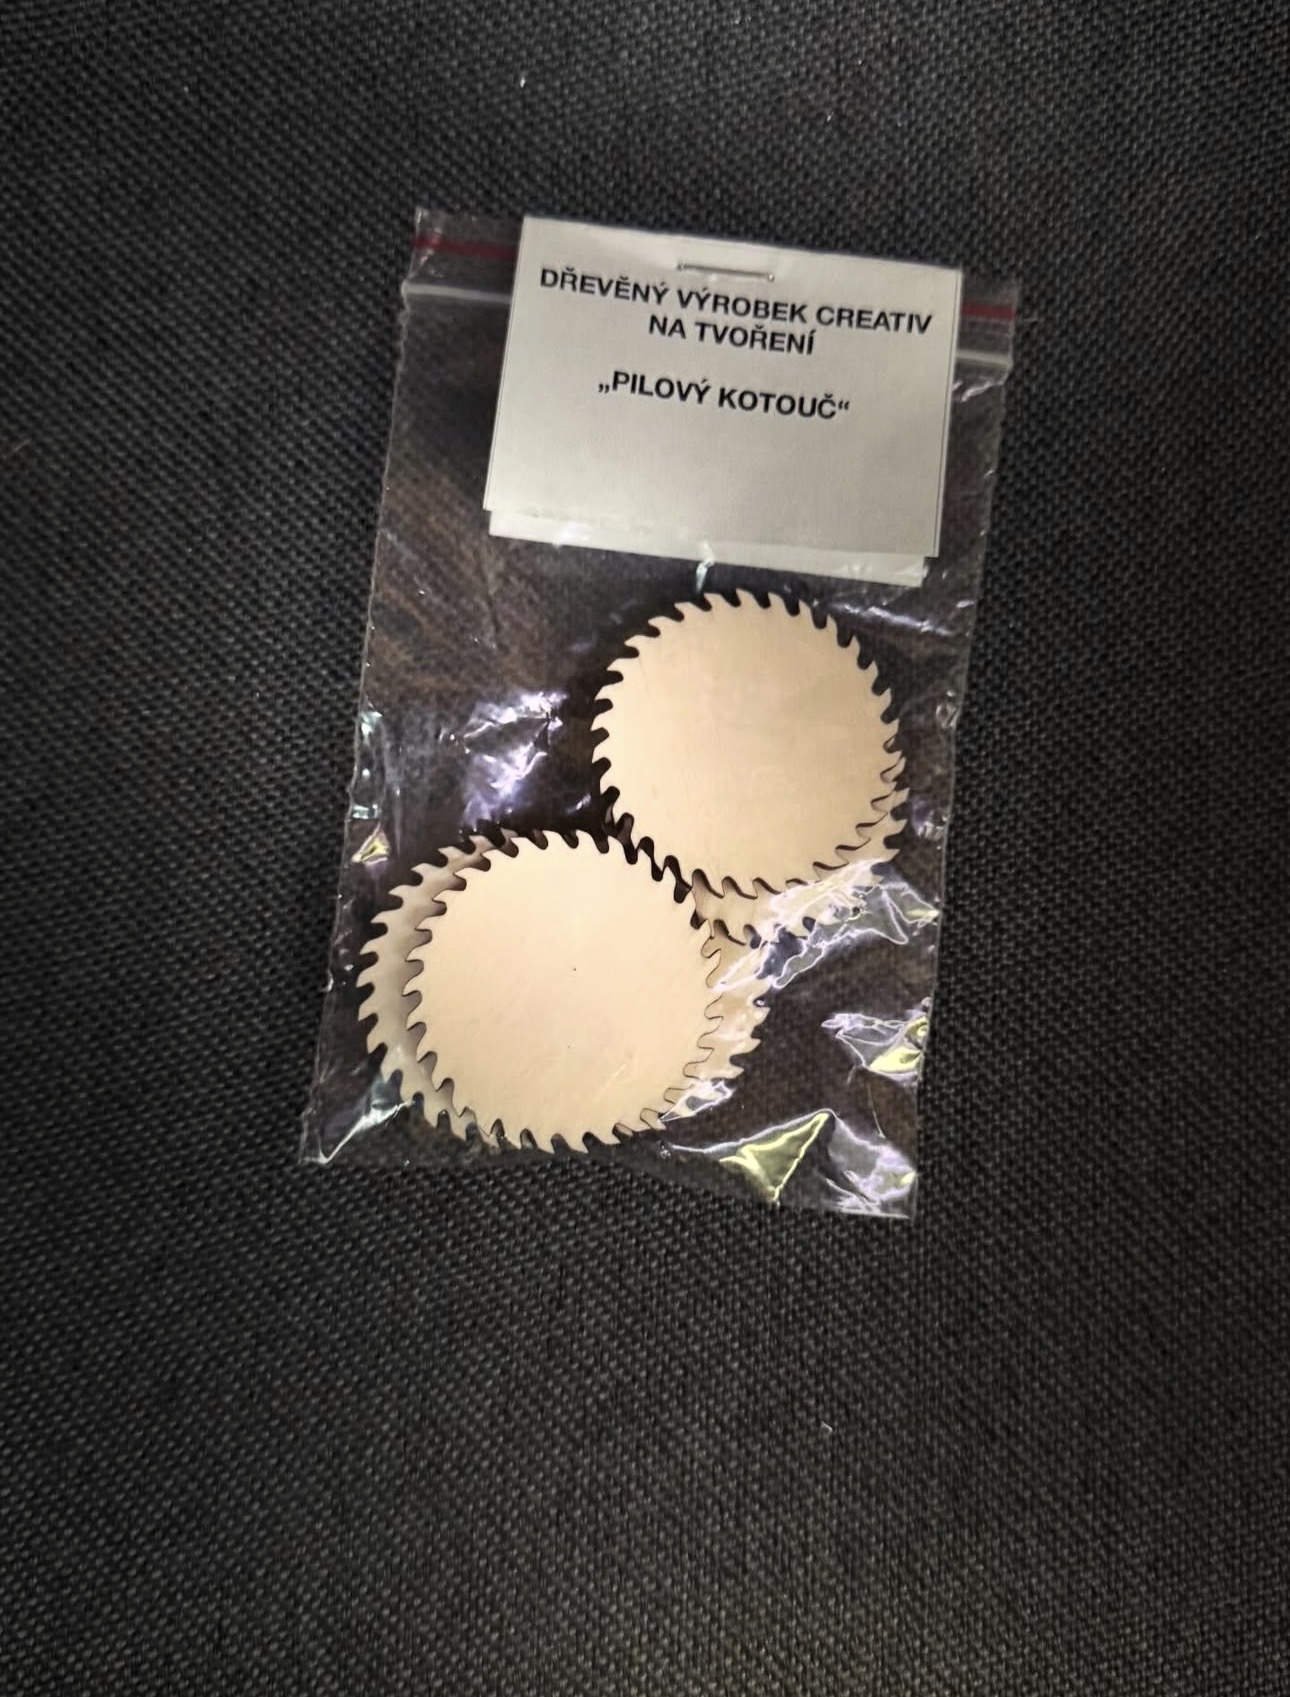 DŘEVĚNÝ VÝROBEK CREATIV
NA TVOŘENÍ
„PILOVÝ KOTOUČ“